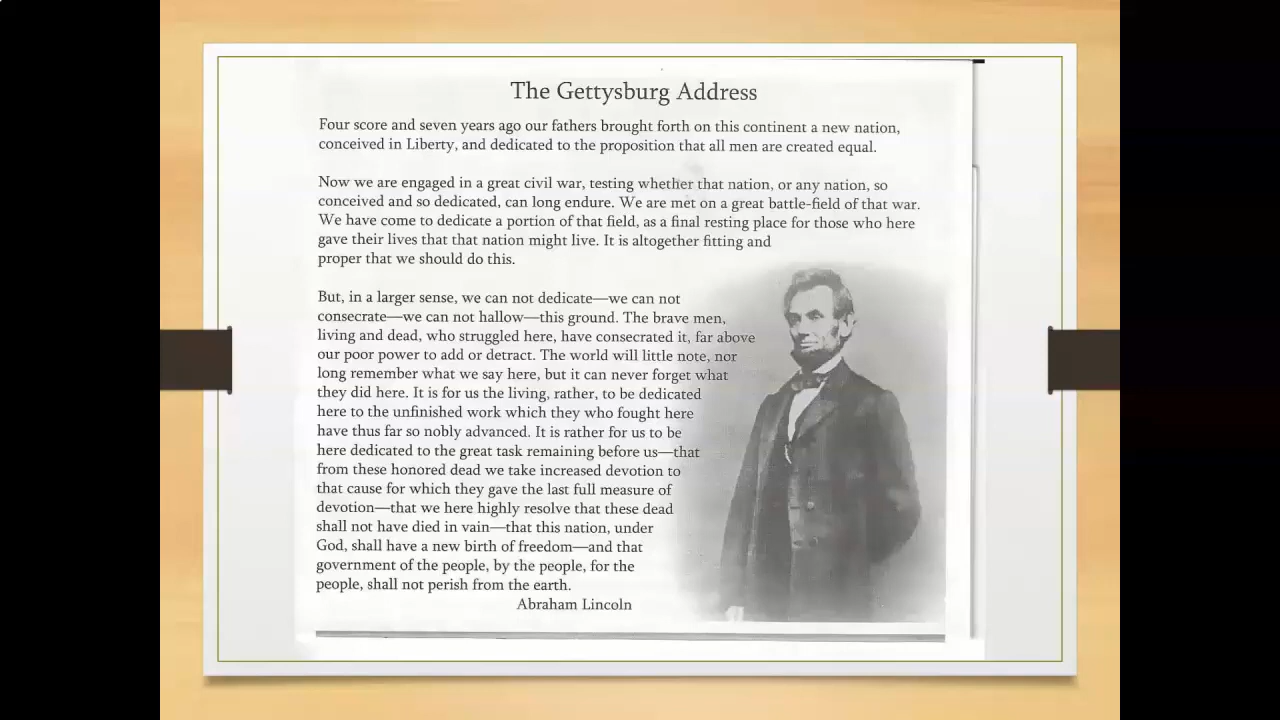 The Gettysburg Address
Four score and seven years ago our fathers brought forth on this continent a new nation,
conceived in Liberty, and dedicated to the proposition that all men are created equal.
Now we are engaged in a great civil war, testing whether that nation, or any nation, so
conceived and so dedicated, can long endure. We are met on a great battle-field of that war.
We have come to dedicate a portion of that field, as a final resting place for those who here
gave their lives that that nation might live. It is altogether fitting and
proper that we should do this.
But, in a larger sense, we can not dedicate—we can not
consecrate—we can not hallow—this ground. The brave men,
living and dead, who struggled here, have consecrated it, far above
our poor power to add or detract. The world will little note, nor
long remember what we say here, but it can never forget what
they did here. It is for us the living, rather, to be dedicated
here to the unfinished work which they who fought here
have thus far so nobly advanced. It is rather for us to be
here dedicated to the great task remaining before us—that
from these honored dead we take increased devotion to
that cause for which they gave the last full measure of
devotion—that we here highly resolve that these dead
shall not have died in vain—that this nation, under
God, shall have a new birth of freedom—and that
government of the people, by the people, for the
people, shall not perish from the earth.
Abraham Lincoln